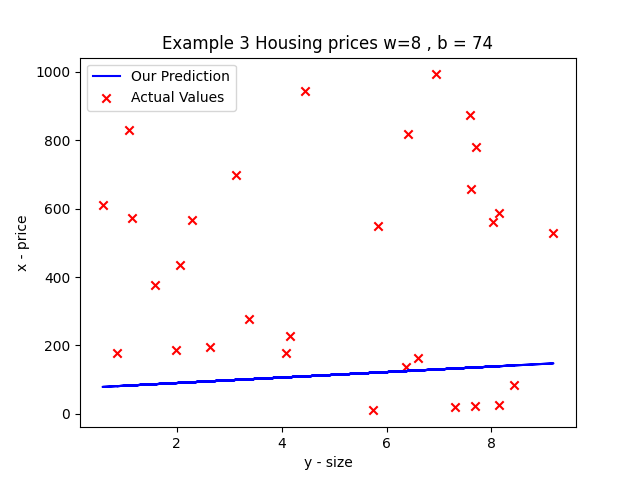 Example 3 Housing prices w=8 , b = 74
Our Prediction
Actual Values
1000
800
600
400
200
0
x - price
2 4 6 8
y - size